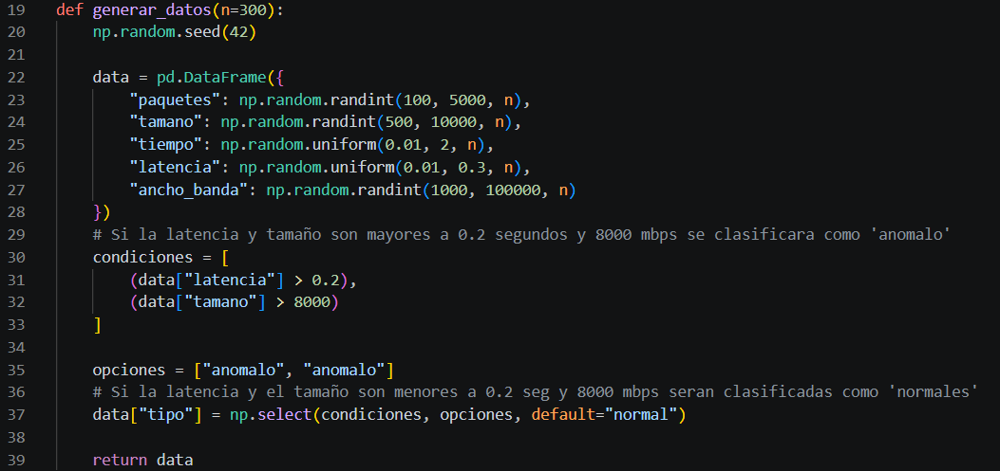 19 def generar_datos(n=300):
20     np.random.seed(42)
21
22     data = pd.DataFrame({
23         "paquetes": np.random.randint(100, 5000, n),
24         "tamano": np.random.randint(500, 10000, n),
25         "tiempo": np.random.uniform(0.01, 2, n),
26         "latencia": np.random.uniform(0.01, 0.3, n),
27         "ancho_banda": np.random.randint(1000, 100000, n)
28     })
29     # Si la latencia y tamaño son mayores a 0.2 segundos y 8000 mbps se clasificara como 'anomalo'
30     condiciones = [
31         (data["latencia"] > 0.2),
32         (data["tamano"] > 8000)
33     ]
34
35     opciones = ["anomalo", "anomalo"]
36     # Si la latencia y el tamaño son menores a 0.2 seg y 8000 mbps seran clasificadas como 'normales'
37     data["tipo"] = np.select(condiciones, opciones, default="normal")
38
39     return data